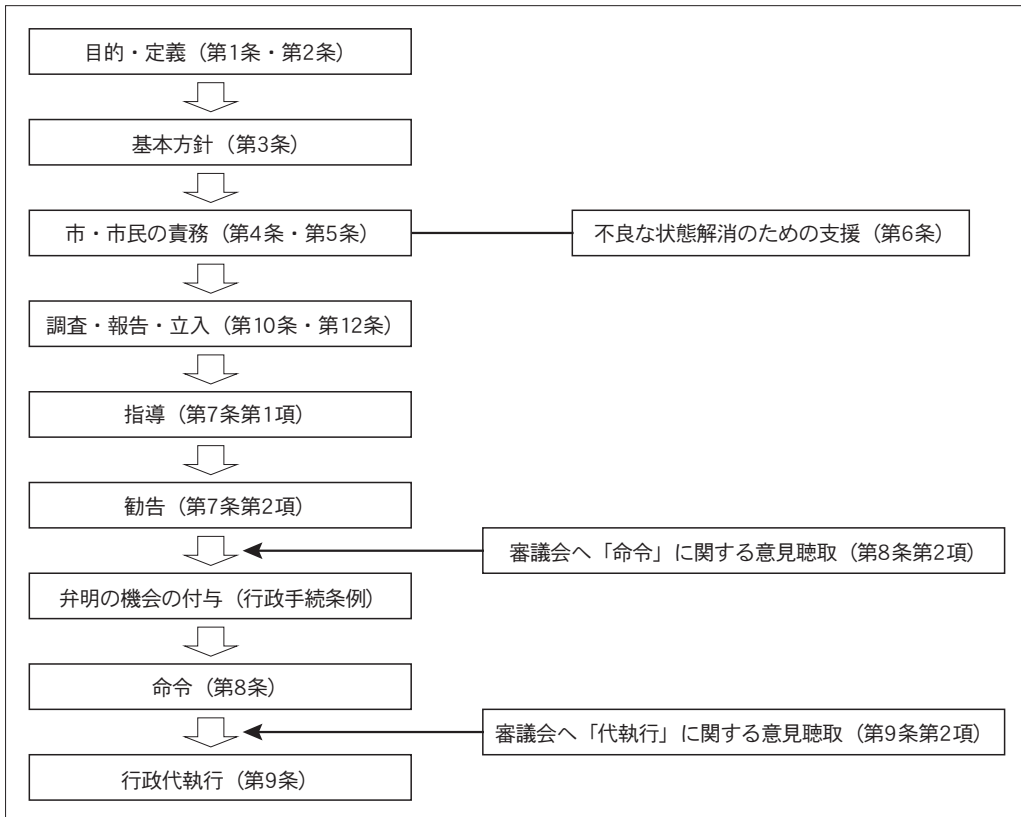 目的・定義（第1条・第2条）
基本方針（第3条）
市・市民の責務（第4条・第5条）
不良な状態解消のための支援（第6条）
調査・報告・立入（第10条・第12条）
指導（第7条第1項）
勧告（第7条第2項）
審議会へ「命令」に関する意見聴取（第8条第2項）
弁明の機会の付与（行政手続条例）
命令（第8条）
審議会へ「代執行」に関する意見聴取（第9条第2項）
行政代執行（第9条）